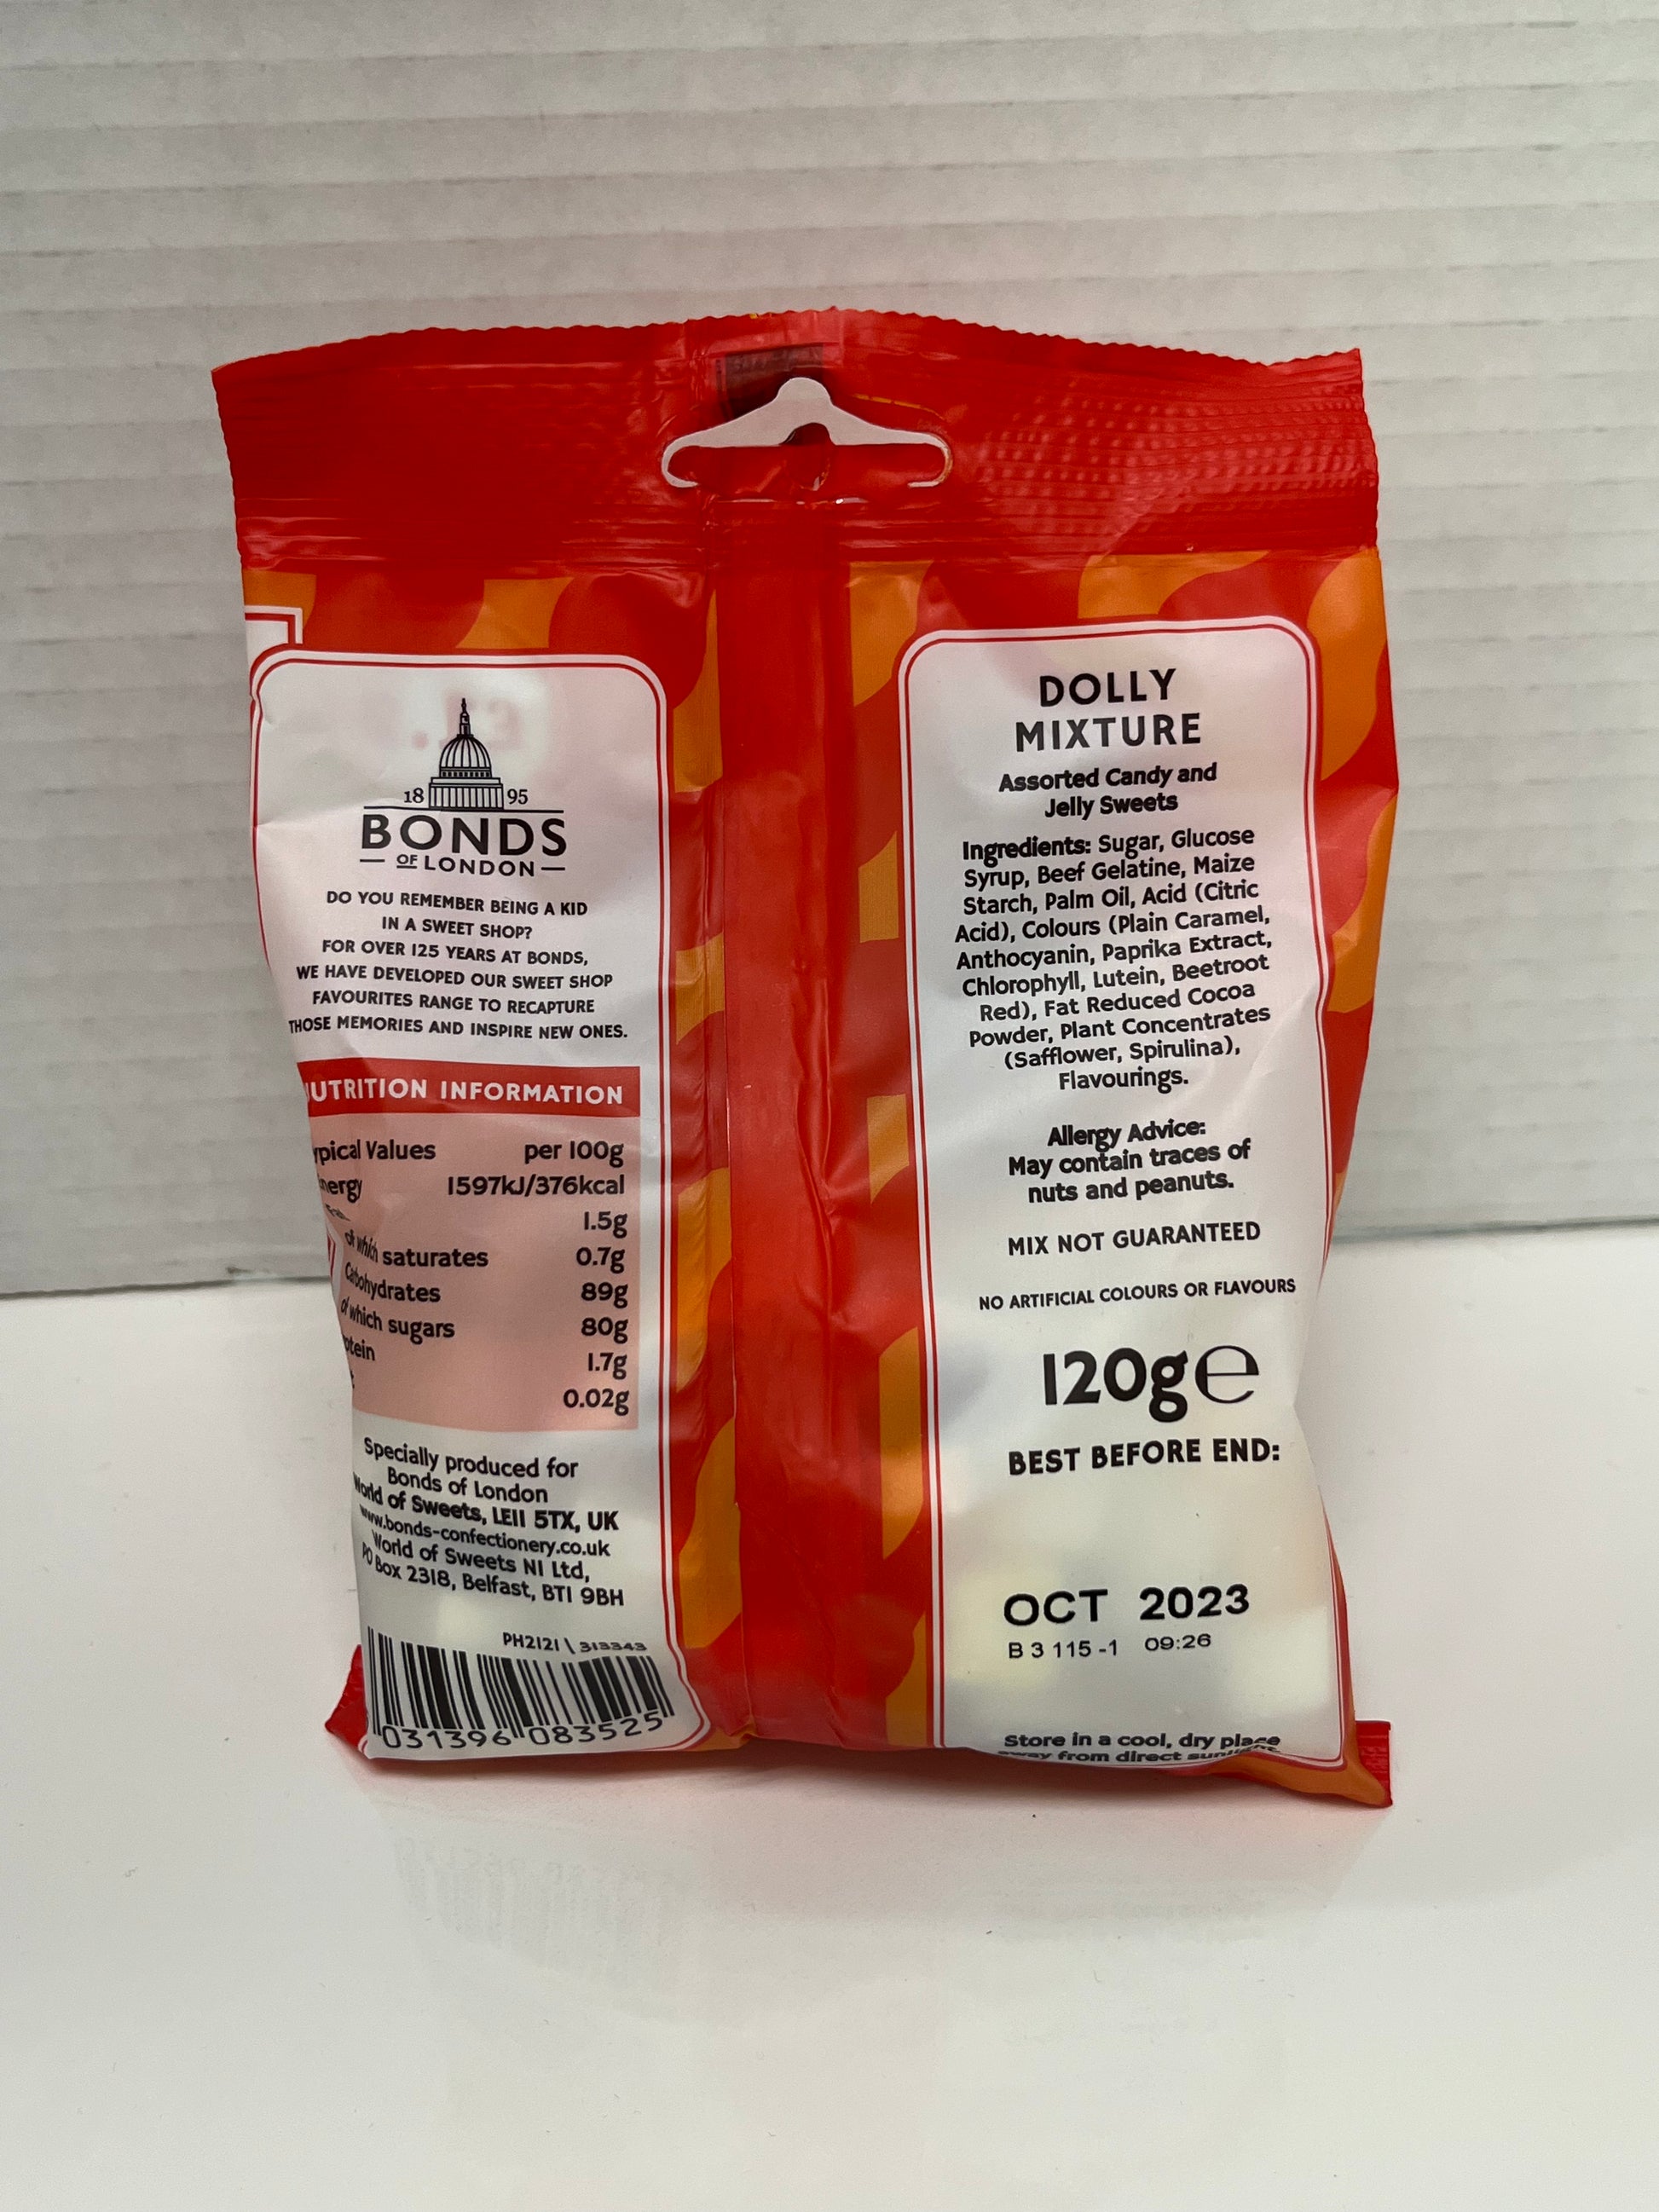 18 95
BONDS
OF LONDON
DO YOU REMEMBER BEING A KID
IN A SWEET SHOP?
FOR OVER 125 YEARS AT BONDS,
WE HAVE DEVELOPED OUR SWEET SHOP
FAVOURITES RANGE TO RECAPTURE
THOSE MEMORIES AND INSPIRE NEW ONES.
UTRITION INFORMATION
ypical Values per 100g
nergy 1597kJ/376kcal
1.5g
of which saturates 0.7g
Carbohydrates 89g
of which sugars 80g
otein 1.7g
0.02g
Specially produced for
Bonds of London
World of Sweets, LE11 5TX, UK
www.bonds-confectionery.co.uk
World of Sweets NI Ltd,
PO Box 2318, Belfast, BT1 9BH
PH2121 \ 313343
031396 083525
DOLLY
MIXTURE
Assorted Candy and
Jelly Sweets
Ingredients: Sugar, Glucose
Syrup, Beef Gelatine, Maize
Starch, Palm Oil, Acid (Citric
Acid), Colours (Plain Caramel,
Anthocyanin, Paprika Extract,
Chlorophyll, Lutein, Beetroot
Red), Fat Reduced Cocoa
Powder, Plant Concentrates
(Safflower, Spirulina),
Flavourings.
Allergy Advice:
May contain traces of
nuts and peanuts.
MIX NOT GUARANTEED
NO ARTIFICIAL COLOURS OR FLAVOURS
120g℮
BEST BEFORE END:
OCT 2023
B 3 115 -1 09:26
Store in a cool, dry place
away from direct sunlight.